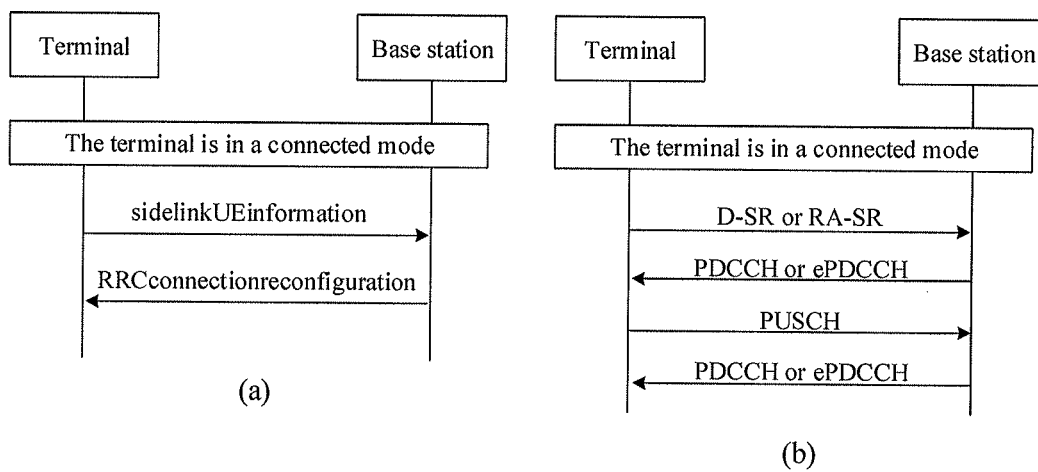 Terminal
Base station
The terminal is in a connected mode
sidelinkUEinformation
RRCconnectionreconfiguration
(a)
Terminal
Base station
The terminal is in a connected mode
D-SR or RA-SR
PDCCH or ePDCCH
PUSCH
PDCCH or ePDCCH
(b)